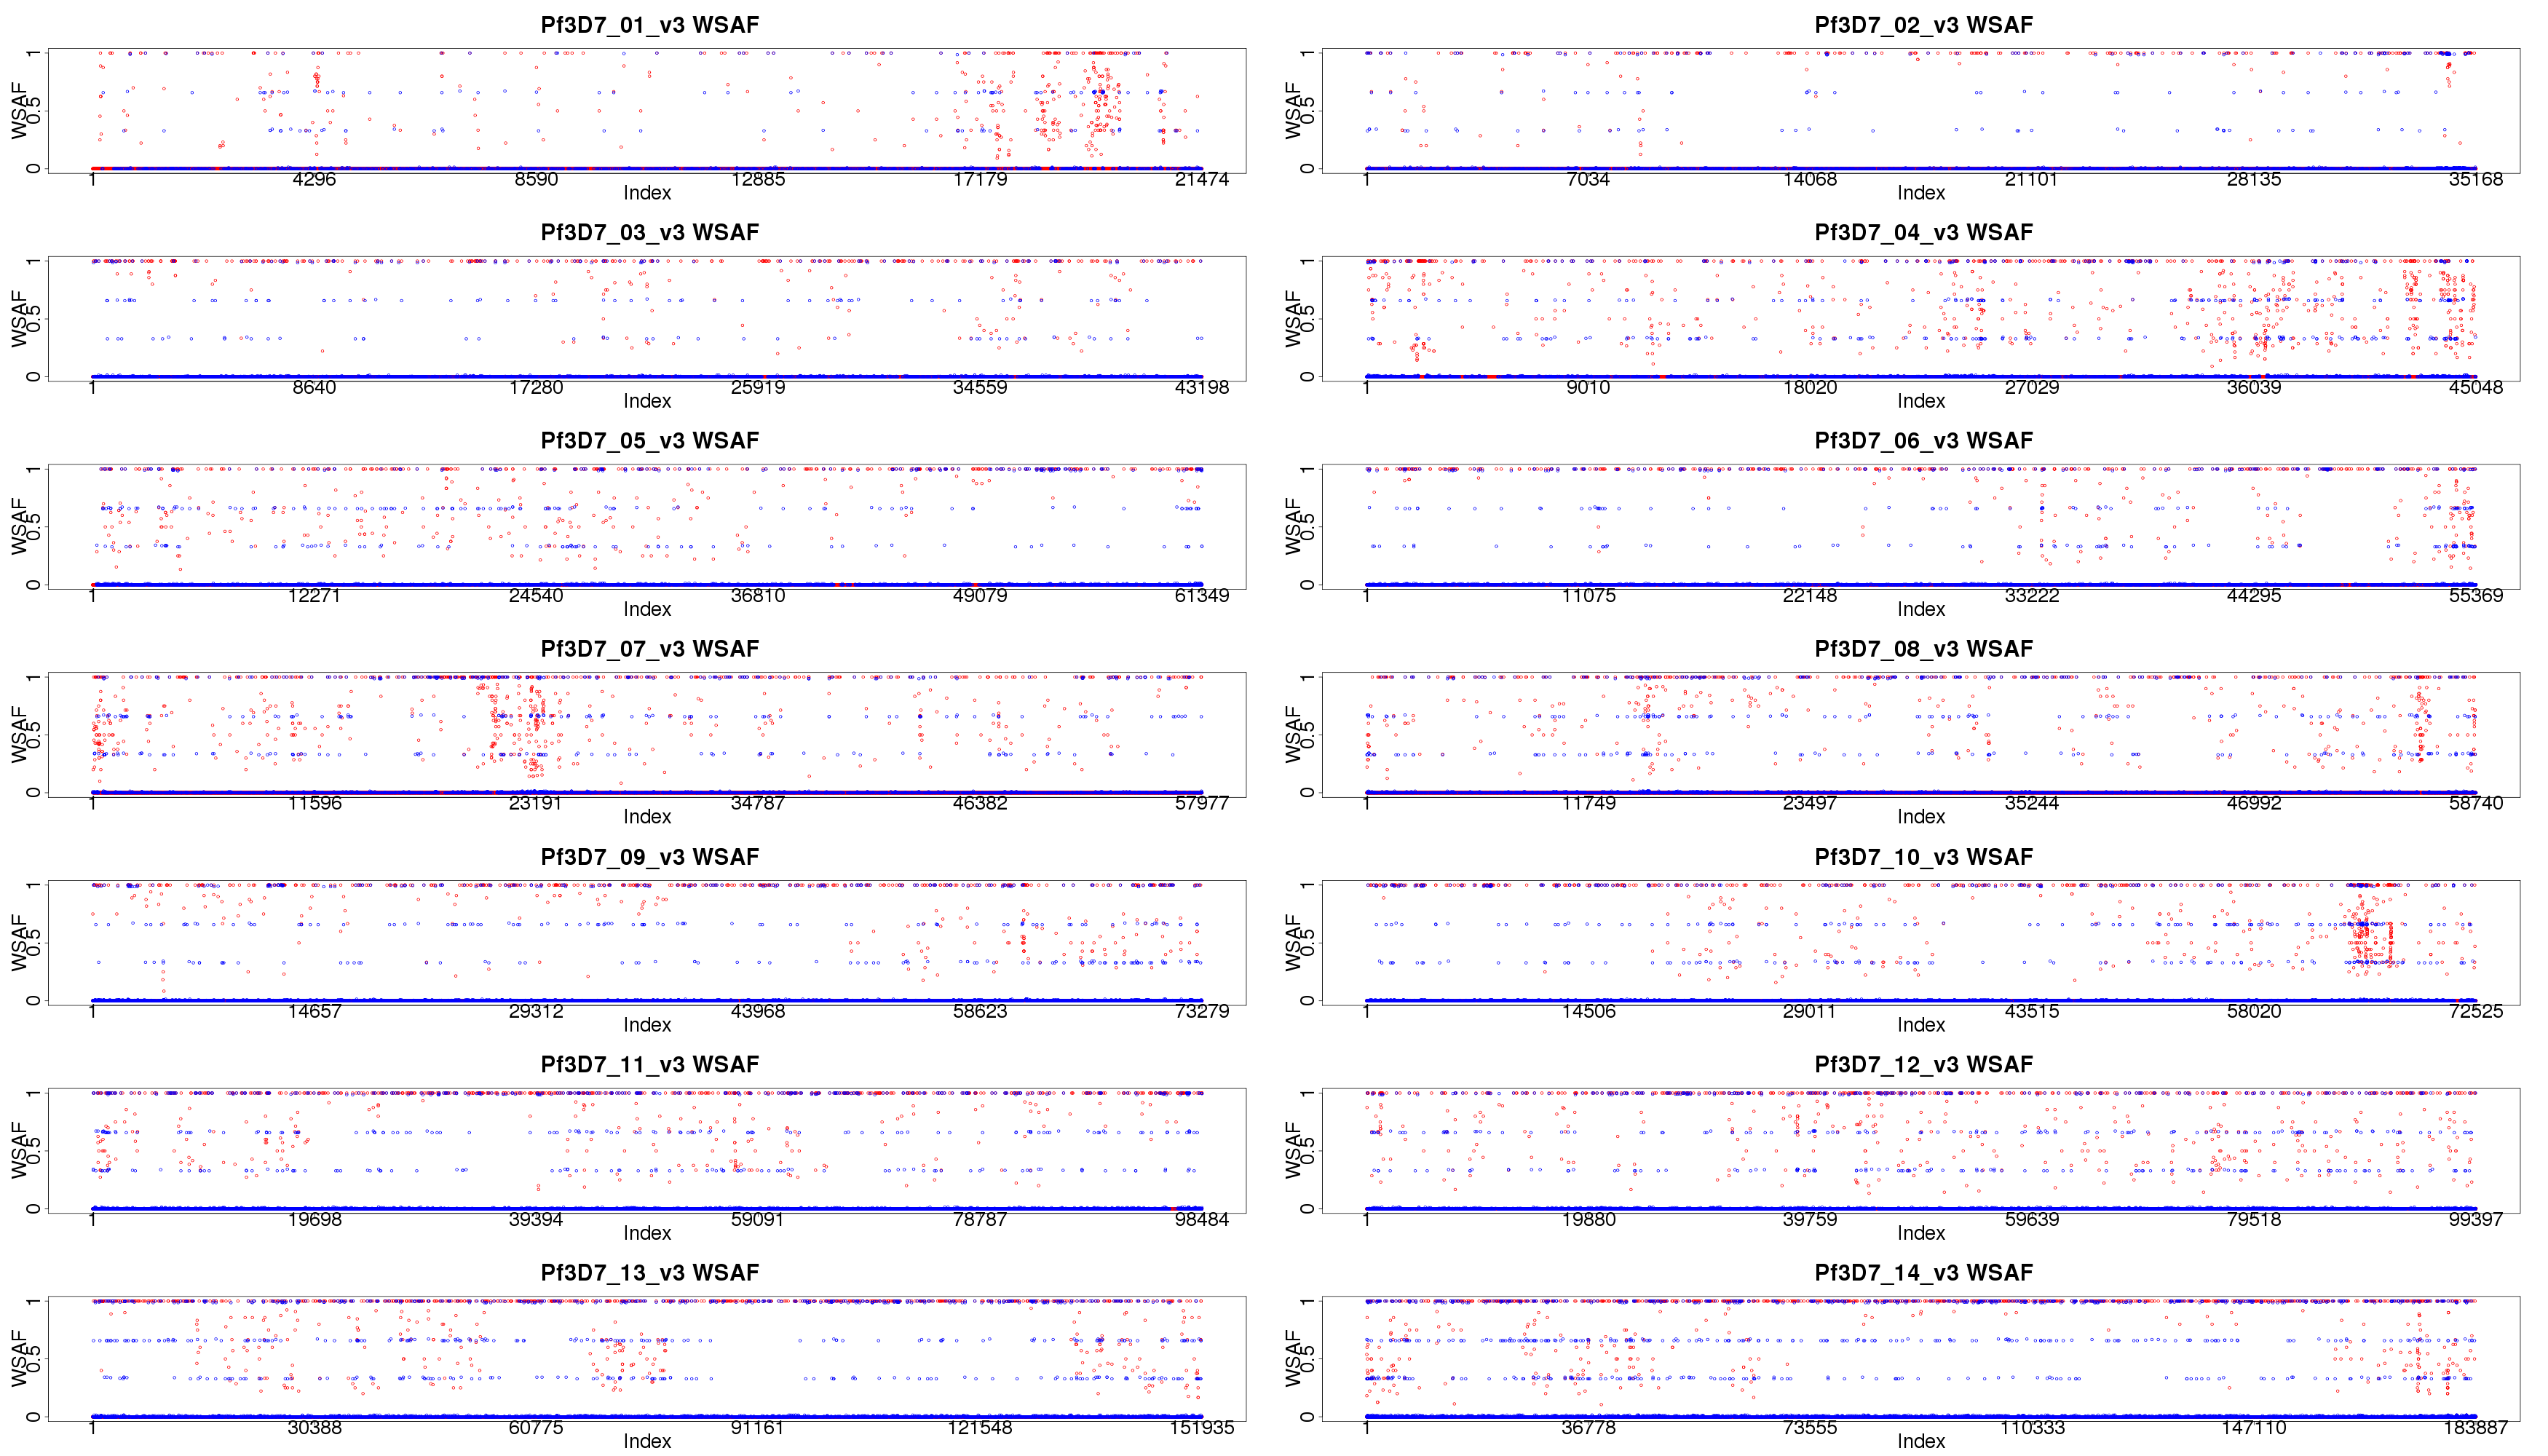 Pf3D7_01_v3 WSAF
WSAF
0 0.5 1
1 4296 8590 12885 17179 21474
Index
Pf3D7_02_v3 WSAF
WSAF
0 0.5 1
1 7034 14068 21101 28135 35168
Index
Pf3D7_03_v3 WSAF
WSAF
0 0.5 1
1 8640 17280 25919 34559 43198
Index
Pf3D7_04_v3 WSAF
WSAF
0 0.5 1
1 9010 18020 27029 36039 45048
Index
Pf3D7_05_v3 WSAF
WSAF
0 0.5 1
1 12271 24540 36810 49079 61349
Index
Pf3D7_06_v3 WSAF
WSAF
0 0.5 1
1 11075 22148 33222 44295 55369
Index
Pf3D7_07_v3 WSAF
WSAF
0 0.5 1
1 11596 23191 34787 46382 57977
Index
Pf3D7_08_v3 WSAF
WSAF
0 0.5 1
1 11749 23497 35244 46992 58740
Index
Pf3D7_09_v3 WSAF
WSAF
0 0.5 1
1 14657 29312 43968 58623 73279
Index
Pf3D7_10_v3 WSAF
WSAF
0 0.5 1
1 14506 29011 43515 58020 72525
Index
Pf3D7_11_v3 WSAF
WSAF
0 0.5 1
1 19698 39394 59091 78787 98484
Index
Pf3D7_12_v3 WSAF
WSAF
0 0.5 1
1 19880 39759 59639 79518 99397
Index
Pf3D7_13_v3 WSAF
WSAF
0 0.5 1
1 30388 60775 91161 121548 151935
Index
Pf3D7_14_v3 WSAF
WSAF
0 0.5 1
1 36778 73555 110333 147110 183887
Index